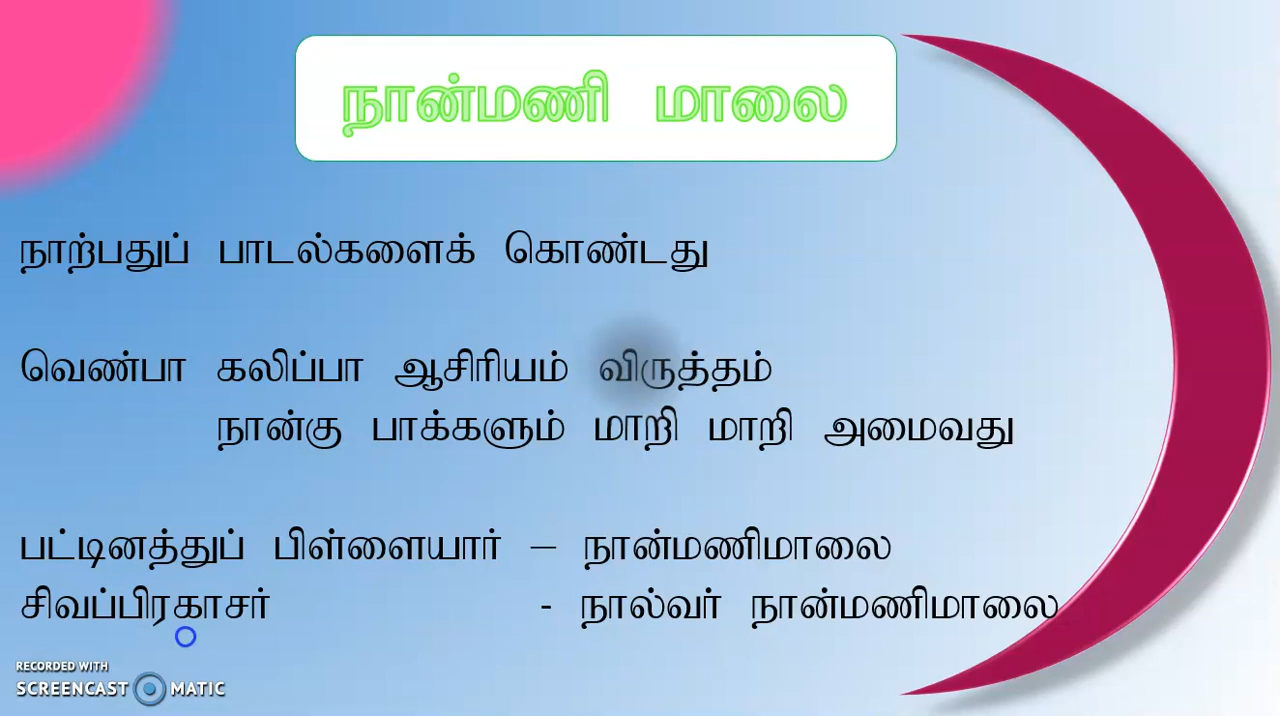 நான்மணி மாலை
நாற்பதுப் பாடல்களைக் கொண்டது
வெண்பா கலிப்பா ஆசிரியம் விருத்தம்
நான்கு பாக்களும் மாறி மாறி அமைவது
பட்டினத்துப் பிள்ளையார் – நான்மணிமாலை
சிவப்பிரகாசர் - நால்வர் நான்மணிமாலை
RECORDED WITH
SCREENCAST MATIC